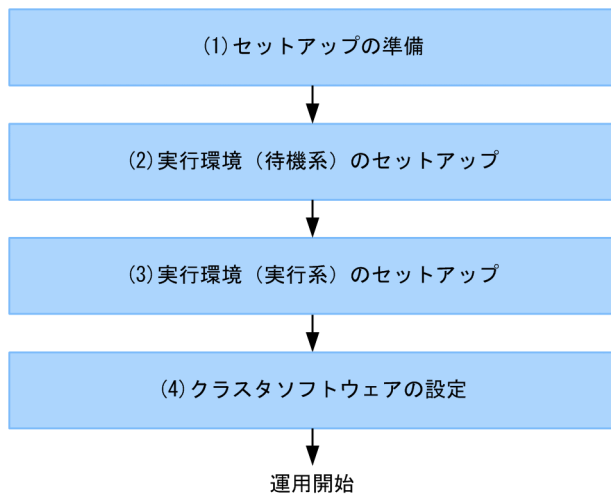 (1)セットアップの準備
(2)実行環境（待機系）のセットアップ
(3)実行環境（実行系）のセットアップ
(4)クラスタソフトウェアの設定
運用開始